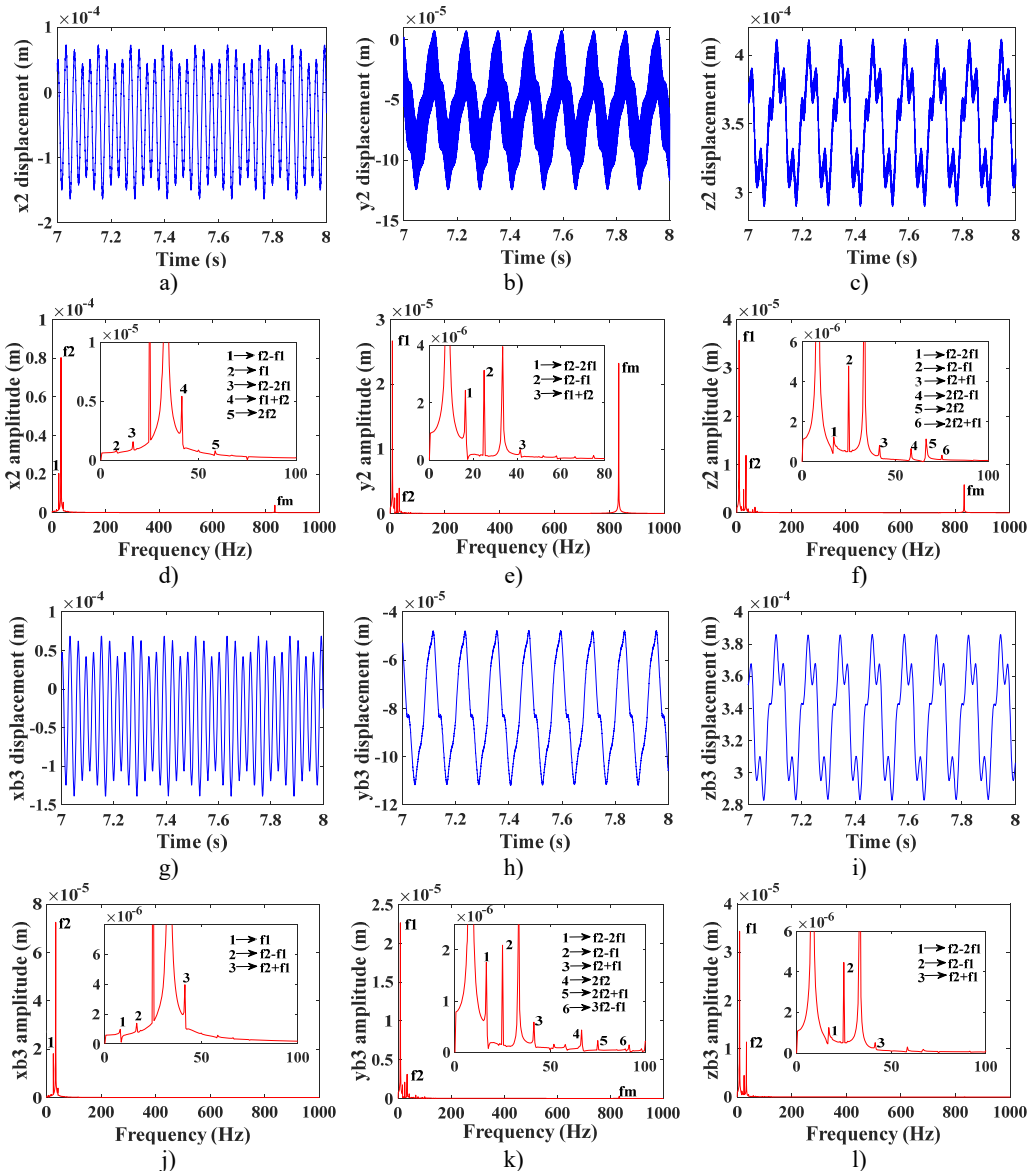 ×10⁻⁴
x2 displacement (m)
1
0
-1
-2
7 7.2 7.4 7.6 7.8 8
Time (s)
a)
×10⁻⁵
y2 displacement (m)
0
-5
-10
-15
7 7.2 7.4 7.6 7.8 8
Time (s)
b)
×10⁻⁴
z2 displacement (m)
4
3
7 7.2 7.4 7.6 7.8 8
Time (s)
c)
×10⁻⁴
x2 amplitude (m)
1
0.8
0.6
0.4
0.2
0
f2
1
fm
×10⁻⁵
1
0.5
0
0 50 100
1→f2-f1
2→f1
3→f2-2f1
4→f1+f2
5→2f2
2
3
4
5
0 200 400 600 800 1000
Frequency (Hz)
d)
×10⁻⁵
y2 amplitude (m)
3
2
1
0
f1
f2
fm
×10⁻⁶
4
2
0
0 20 40 60 80
1→f2-2f1
2→f2-f1
3→f1+f2
1
2
3
0 200 400 600 800 1000
Frequency (Hz)
e)
×10⁻⁵
z2 amplitude (m)
4
3
2
1
0
f1
f2
fm
×10⁻⁶
6
4
2
0
0 50 100
1→f2-2f1
2→f2-f1
3→f2+f1
4→2f2-f1
5→2f2
6→2f2+f1
1
2
3
4
5
6
0 200 400 600 800 1000
Frequency (Hz)
f)
×10⁻⁴
xb3 displacement (m)
1
0.5
0
-0.5
-1
-1.5
7 7.2 7.4 7.6 7.8 8
Time (s)
g)
×10⁻⁵
yb3 displacement (m)
-4
-6
-8
-10
-12
7 7.2 7.4 7.6 7.8 8
Time (s)
h)
×10⁻⁴
zb3 displacement (m)
4
3.8
3.6
3.4
3.2
3
2.8
7 7.2 7.4 7.6 7.8 8
Time (s)
i)
×10⁻⁵
xb3 amplitude (m)
8
6
4
2
0
f2
1
×10⁻⁶
8
6
4
2
0
0 50 100
1→f1
2→f2-f1
3→f2+f1
1
2
3
0 200 400 600 800 1000
Frequency (Hz)
j)
×10⁻⁵
yb3 amplitude (m)
2.5
2
1.5
1
0.5
0
f1
f2
fm
×10⁻⁶
2
1
0
0 50 100
1→f2-2f1
2→f2-f1
3→f2+f1
4→2f2
5→2f2+f1
6→3f2-f1
1
2
3
4
5
6
0 200 400 600 800 1000
Frequency (Hz)
k)
×10⁻⁵
zb3 amplitude (m)
4
3
2
1
0
f1
f2
×10⁻⁶
6
4
2
0
0 50 100
1→f2-2f1
2→f2-f1
3→f2+f1
1
2
3
0 200 400 600 800 1000
Frequency (Hz)
l)